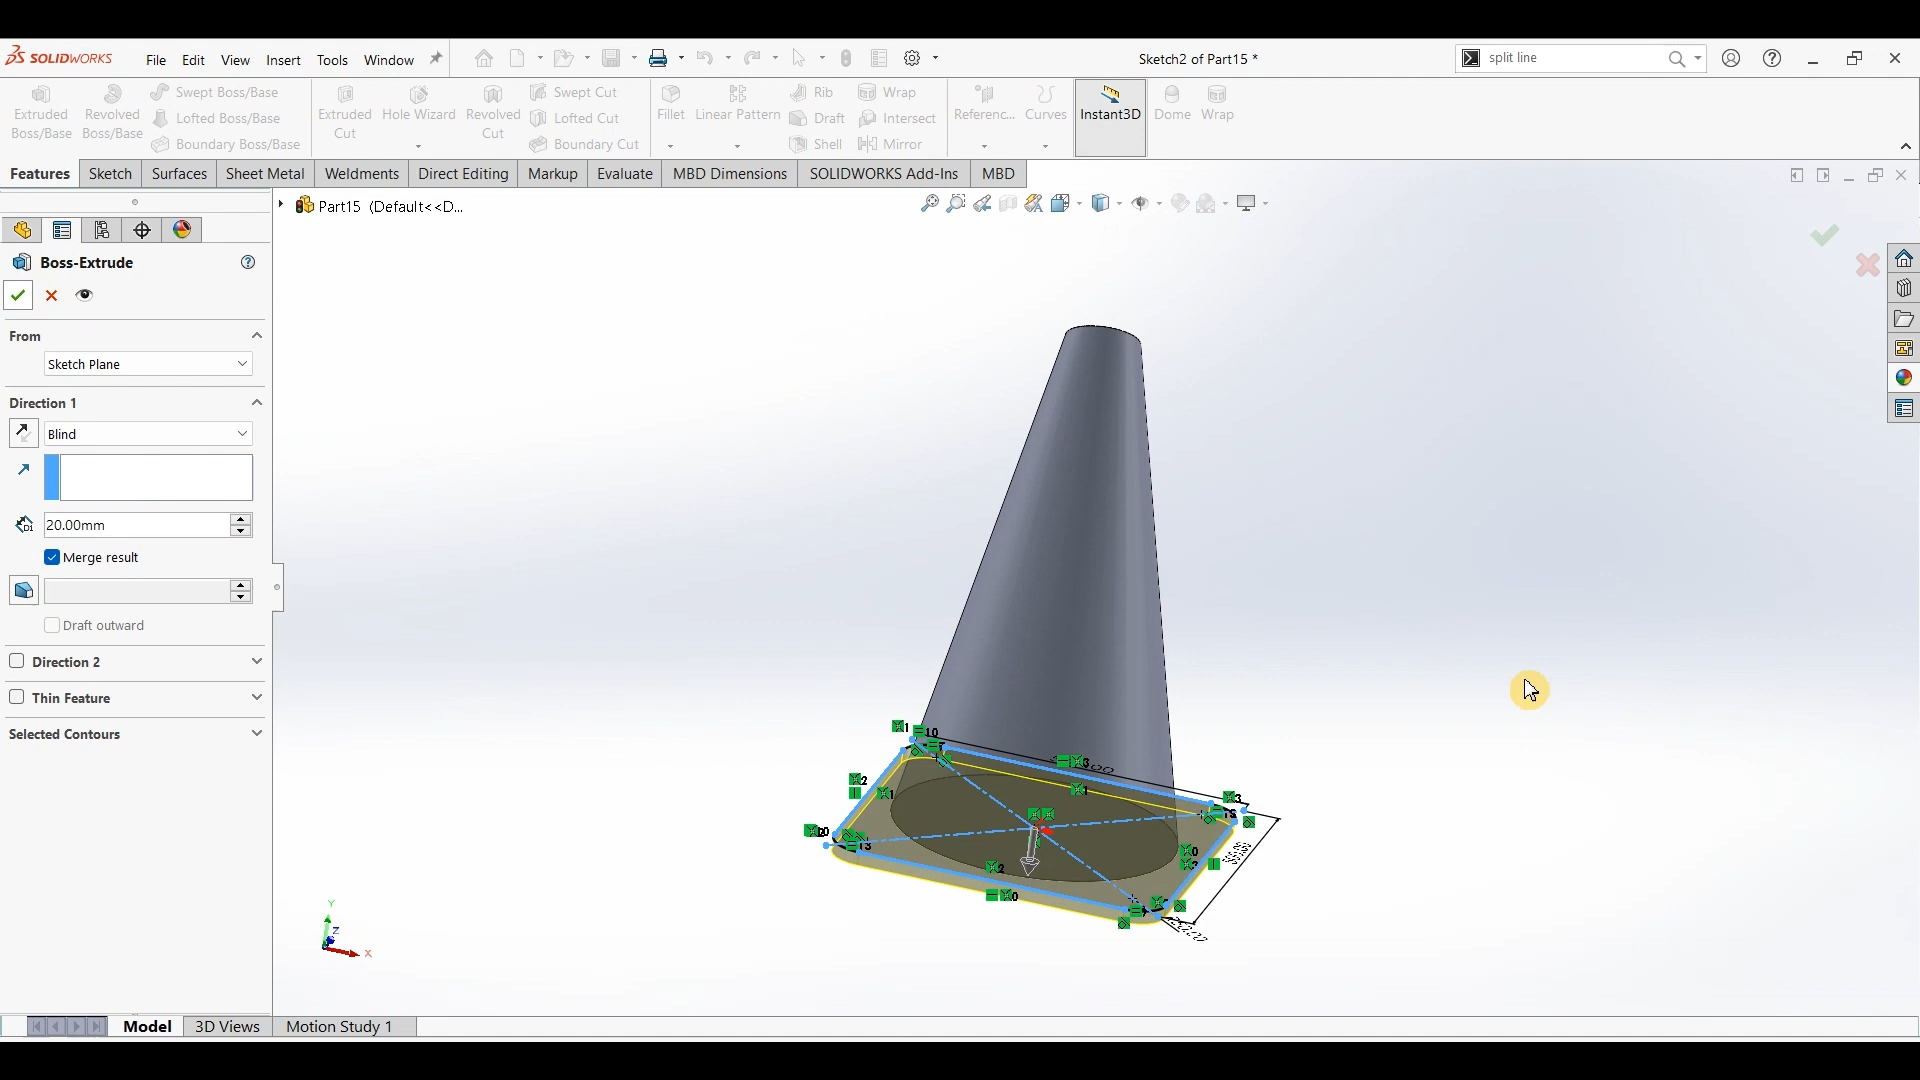 SOLIDWORKS File Edit View Insert Tools Window Sketch2 of Part15 * split line
Extruded Boss/Base
Revolved Boss/Base
Swept Boss/Base
Lofted Boss/Base
Boundary Boss/Base
Extruded Cut
Hole Wizard
Revolved Cut
Swept Cut
Lofted Cut
Boundary Cut
Fillet
Linear Pattern
Rib
Draft
Shell
Wrap
Intersect
Mirror
Referenc...
Curves
Instant3D
Dome
Wrap
Features Sketch Surfaces Sheet Metal Weldments Direct Editing Markup Evaluate MBD Dimensions SOLIDWORKS Add-Ins MBD
Part15 (Default<<D...
Boss-Extrude
From
Sketch Plane
Direction 1
Blind
D1
20.00mm
Merge result
Draft outward
Direction 2
Thin Feature
Selected Contours
Y
Z
X
Model 3D Views Motion Study 1